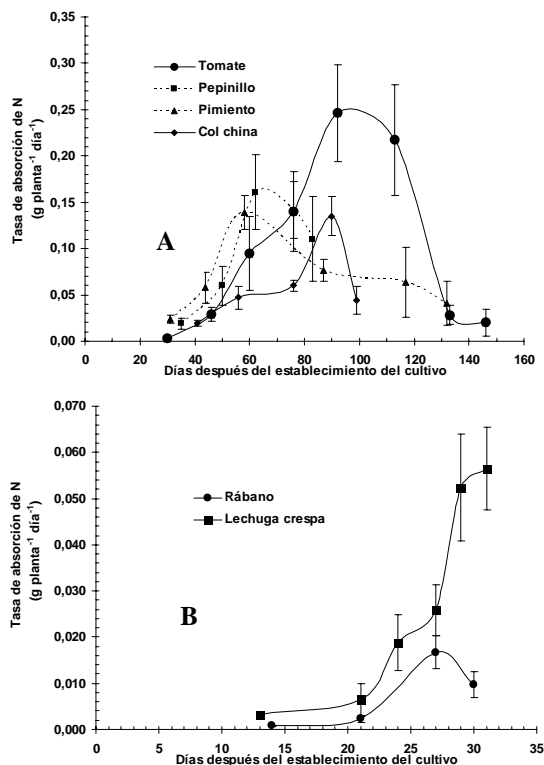 0,35
0,30
0,25
0,20
0,15
0,10
0,05
0,00
Tasa de absorción de N
(g planta⁻¹ día⁻¹)
Tomate
Pepinillo
Pimiento
Col china
A
0 20 40 60 80 100 120 140 160
Días después del establecimiento del cultivo
0,070
0,060
0,050
0,040
0,030
0,020
0,010
0,000
Tasa de absorción de N
(g planta⁻¹ día⁻¹)
Rábano
Lechuga crespa
B
0 5 10 15 20 25 30 35
Días después del establecimiento del cultivo